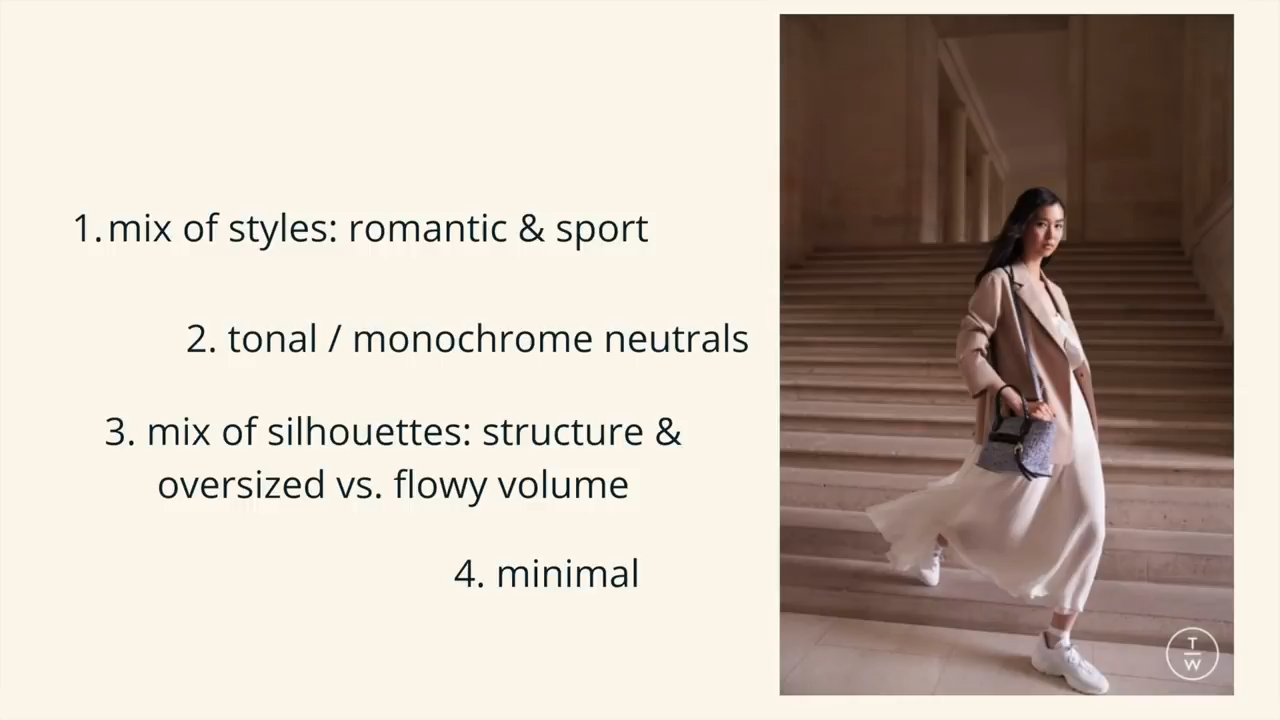 1. mix of styles: romantic & sport
2. tonal / monochrome neutrals
3. mix of silhouettes: structure &
oversized vs. flowy volume
4. minimal
T
W